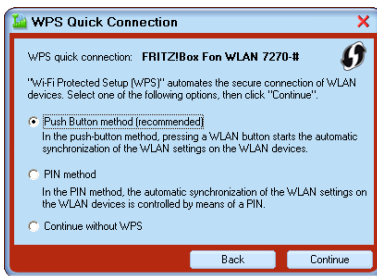 WPS Quick Connection
WPS quick connection: FRITZ!Box Fon WLAN 7270-#
"Wi-Fi Protected Setup (WPS)" automates the secure connection of WLAN
devices. Select one of the following options, then click "Continue".
Push Button method (recommended)
In the push-button method, pressing a WLAN button starts the automatic
synchronization of the WLAN settings on the WLAN devices.
PIN method
In the PIN method, the automatic synchronization of the WLAN settings on
the WLAN devices is controlled by means of a PIN.
Continue without WPS
Back
Continue